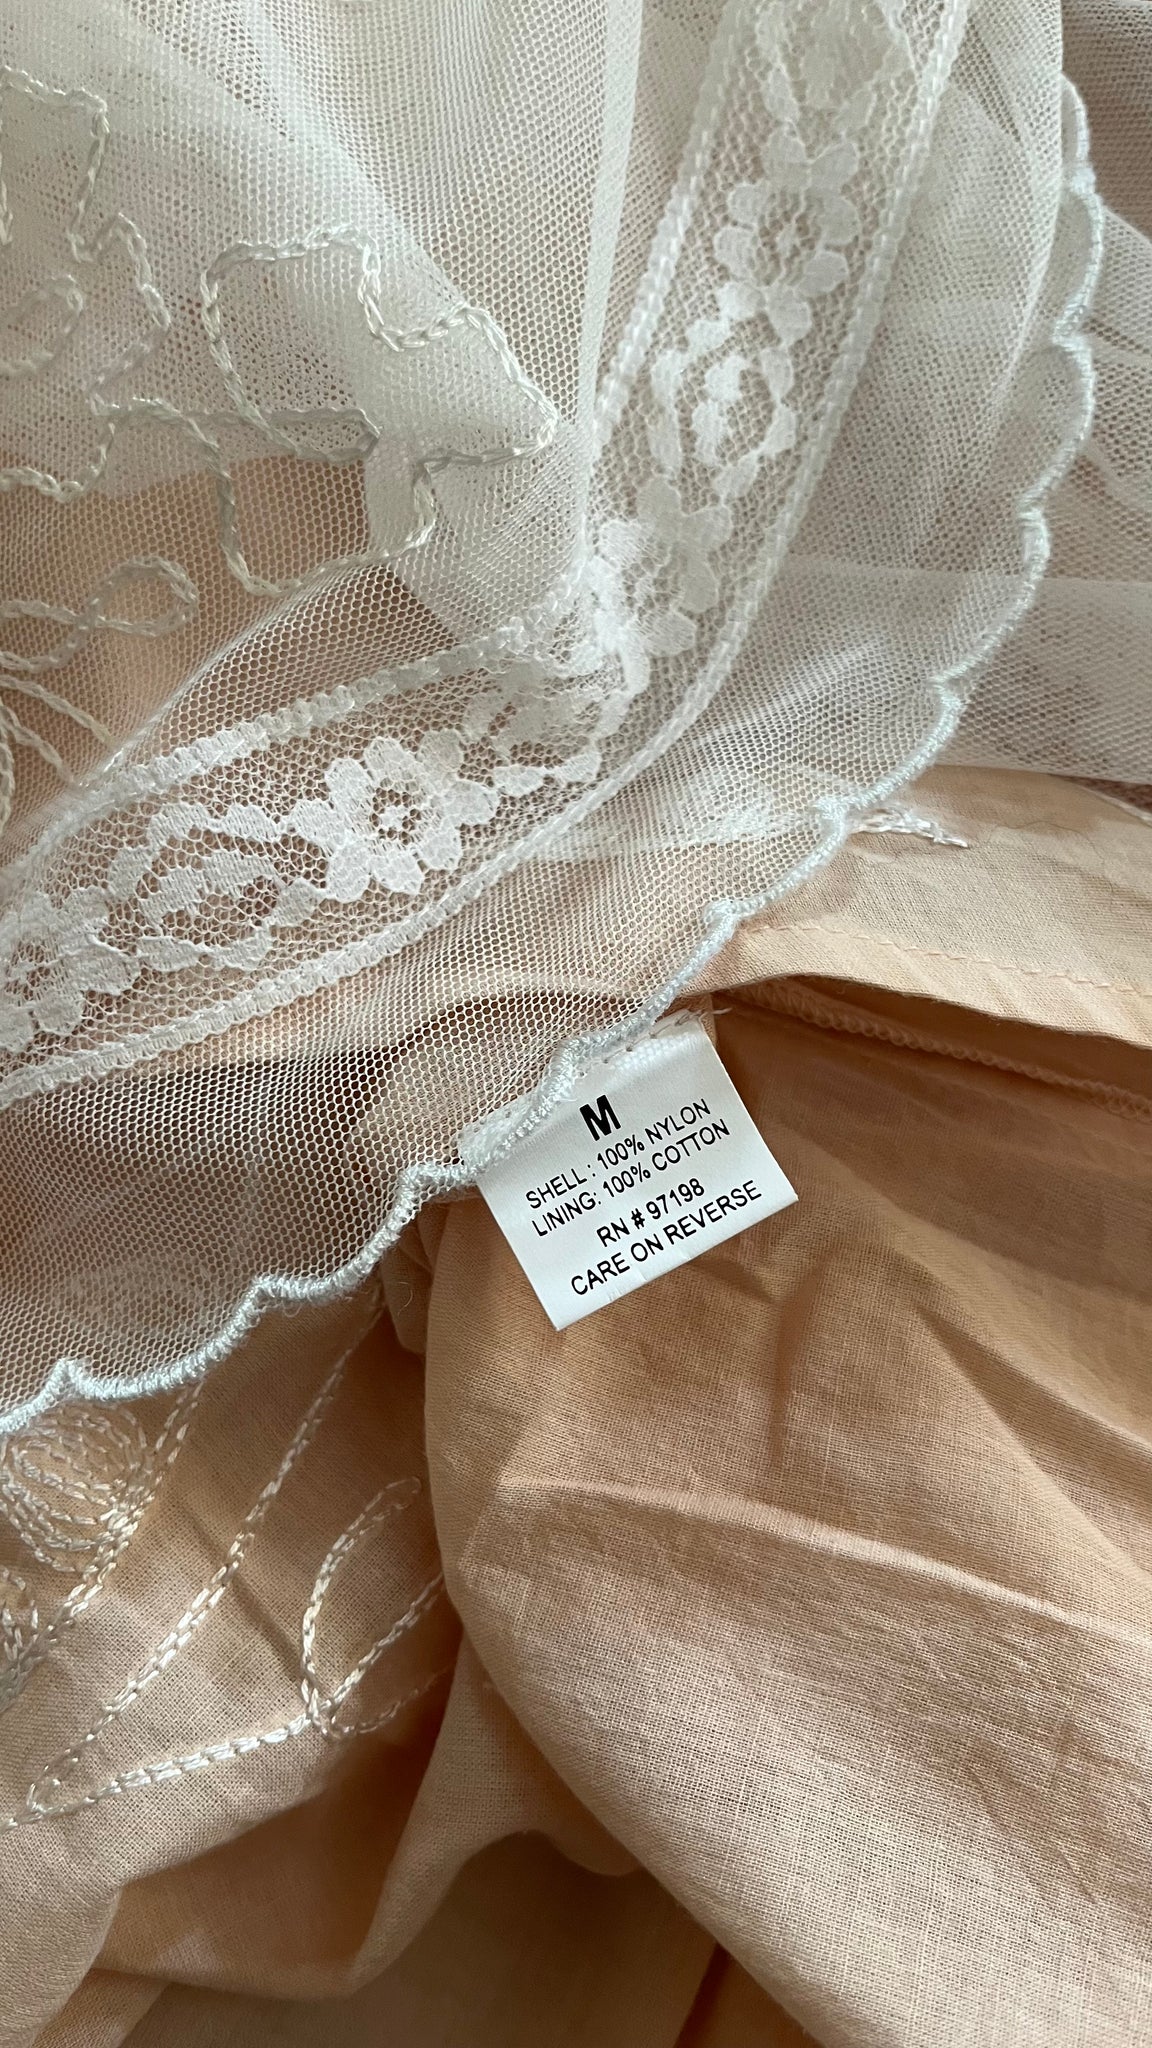 M
SHELL : 100% NYLON
LINING: 100% COTTON
RN # 97198
CARE ON REVERSE